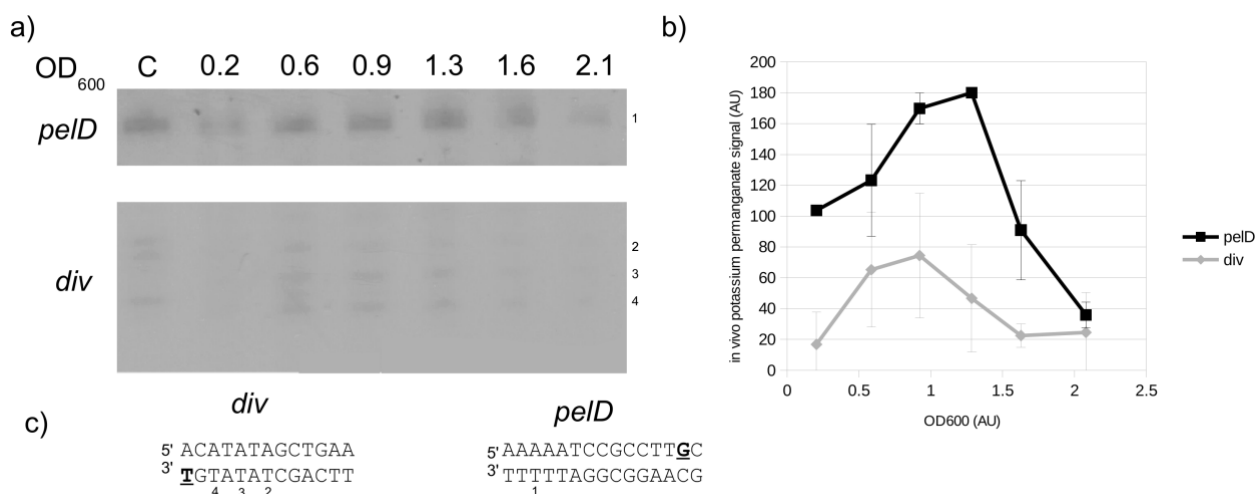 a)
OD600 C 0.2 0.6 0.9 1.3 1.6 2.1
pelD 1
div 2
3
4
b)
200
180
160
140
120
100
80
60
40
20
0
in vivo potassium permanganate signal (AU)
0 0.5 1 1.5 2 2.5
OD600 (AU)
pelD
div
c)
div
5' ACATATAGCTGAA
3' TGTATATCGACTT
4 3 2
pelD
5' AAAAATCCGCCTTGC
3' TTTTTAGGCGGAACG
1